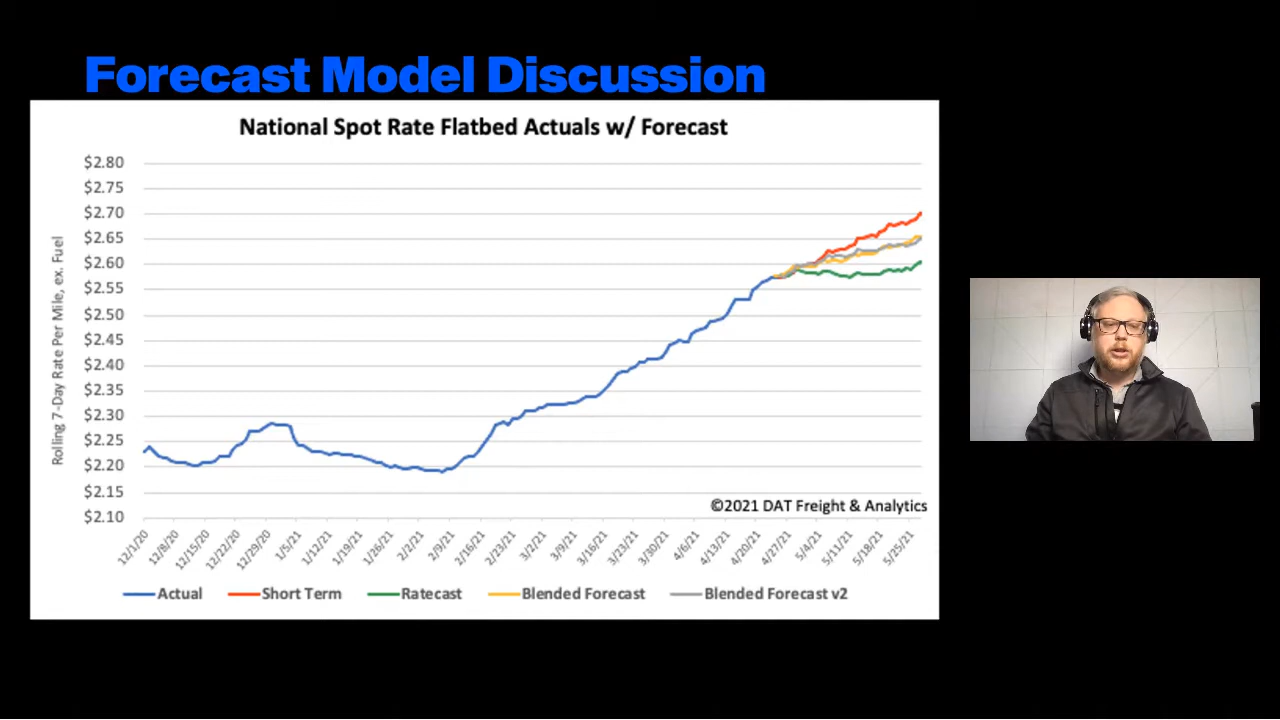 Forecast Model Discussion
National Spot Rate Flatbed Actuals w/ Forecast
Rolling 7-Day Rate Per Mile, ex. Fuel
$2.80
$2.75
$2.70
$2.65
$2.60
$2.55
$2.50
$2.45
$2.40
$2.35
$2.30
$2.25
$2.20
$2.15
$2.10
©2021 DAT Freight & Analytics
12/1/20 12/8/20 12/15/20 12/22/20 12/29/20 1/5/21 1/12/21 1/19/21 1/26/21 2/2/21 2/9/21 2/16/21 2/23/21 3/2/21 3/9/21 3/16/21 3/23/21 3/30/21 4/6/21 4/13/21 4/20/21 4/27/21 5/4/21 5/11/21 5/18/21 5/25/21
Actual Short Term Ratecast Blended Forecast Blended Forecast v2